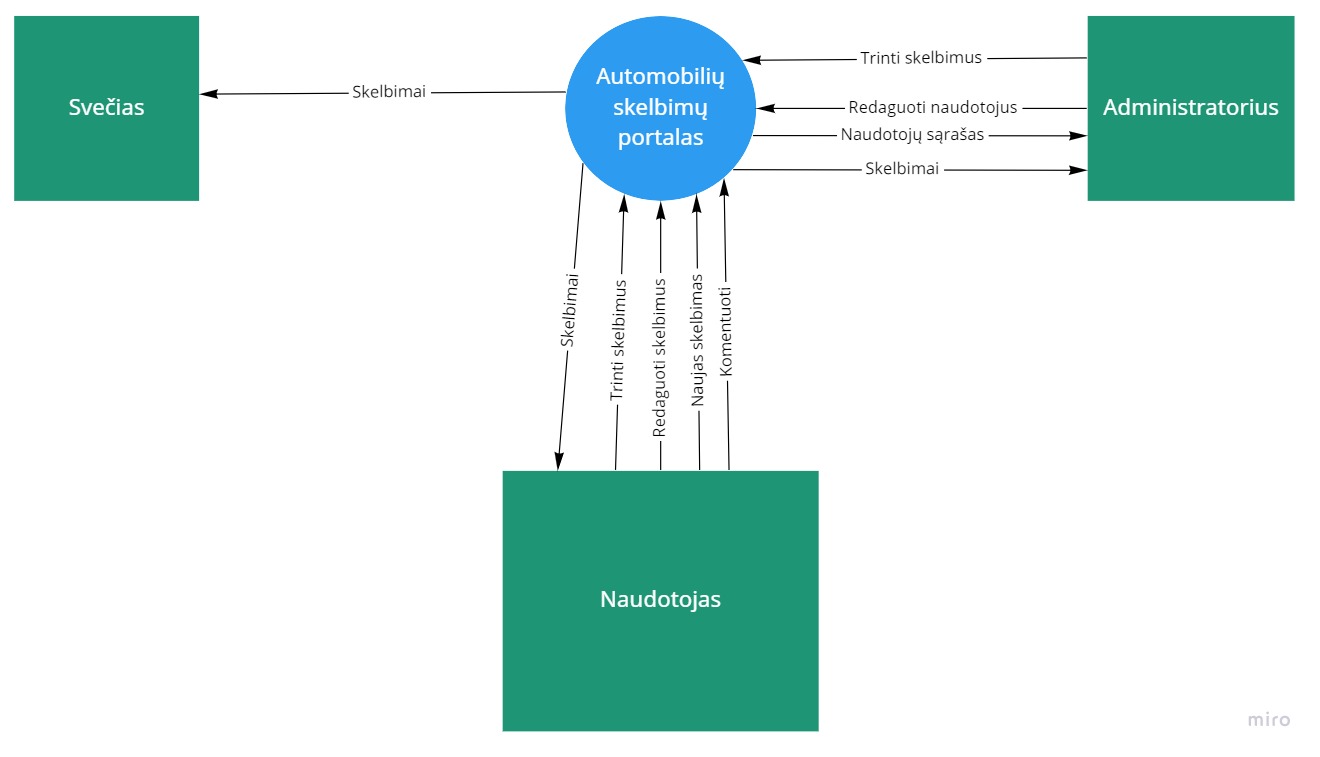 Svečias
Skelbimai
Automobilių
skelbimų
portalas
Trinti skelbimus
Redaguoti naudotojus
Naudotojų sąrašas
Skelbimai
Administratorius
Skelbimai
Trinti skelbimus
Redaguoti skelbimus
Naujas skelbimas
Komentuoti
Naudotojas
miro